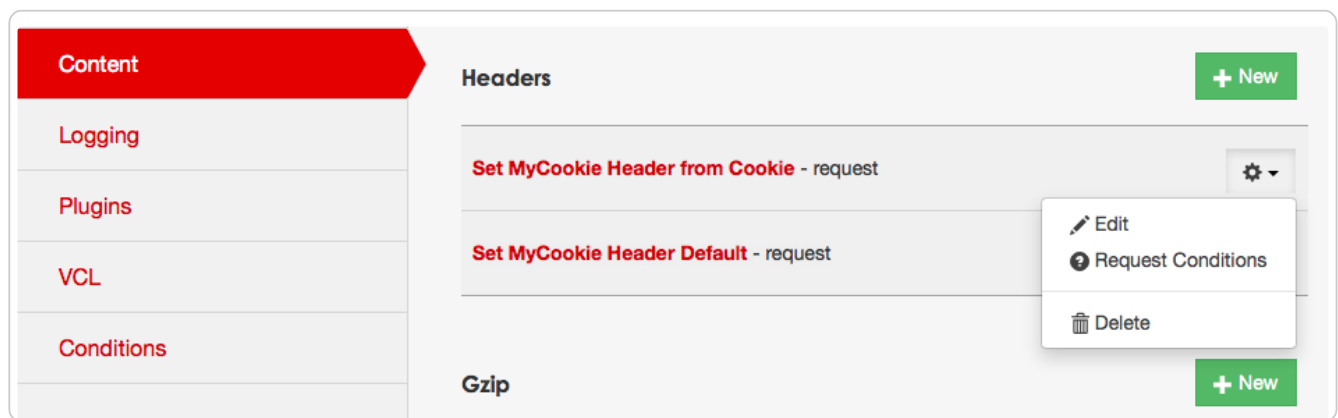 Content
Logging
Plugins
VCL
Conditions
Headers
New
Set MyCookie Header from Cookie - request
Edit
Request Conditions
Delete
Set MyCookie Header Default - request
Gzip
New